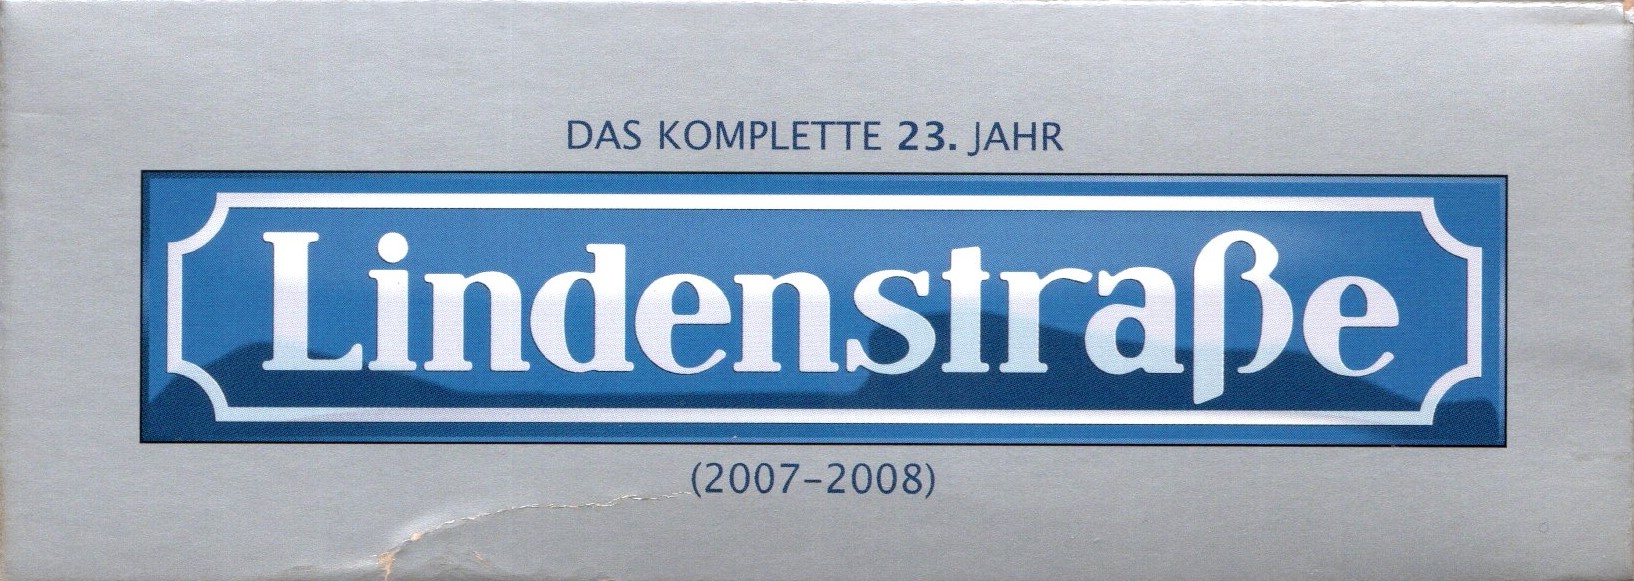 DAS KOMPLETTE 23. JAHR
Lindenstraße
(2007–2008)